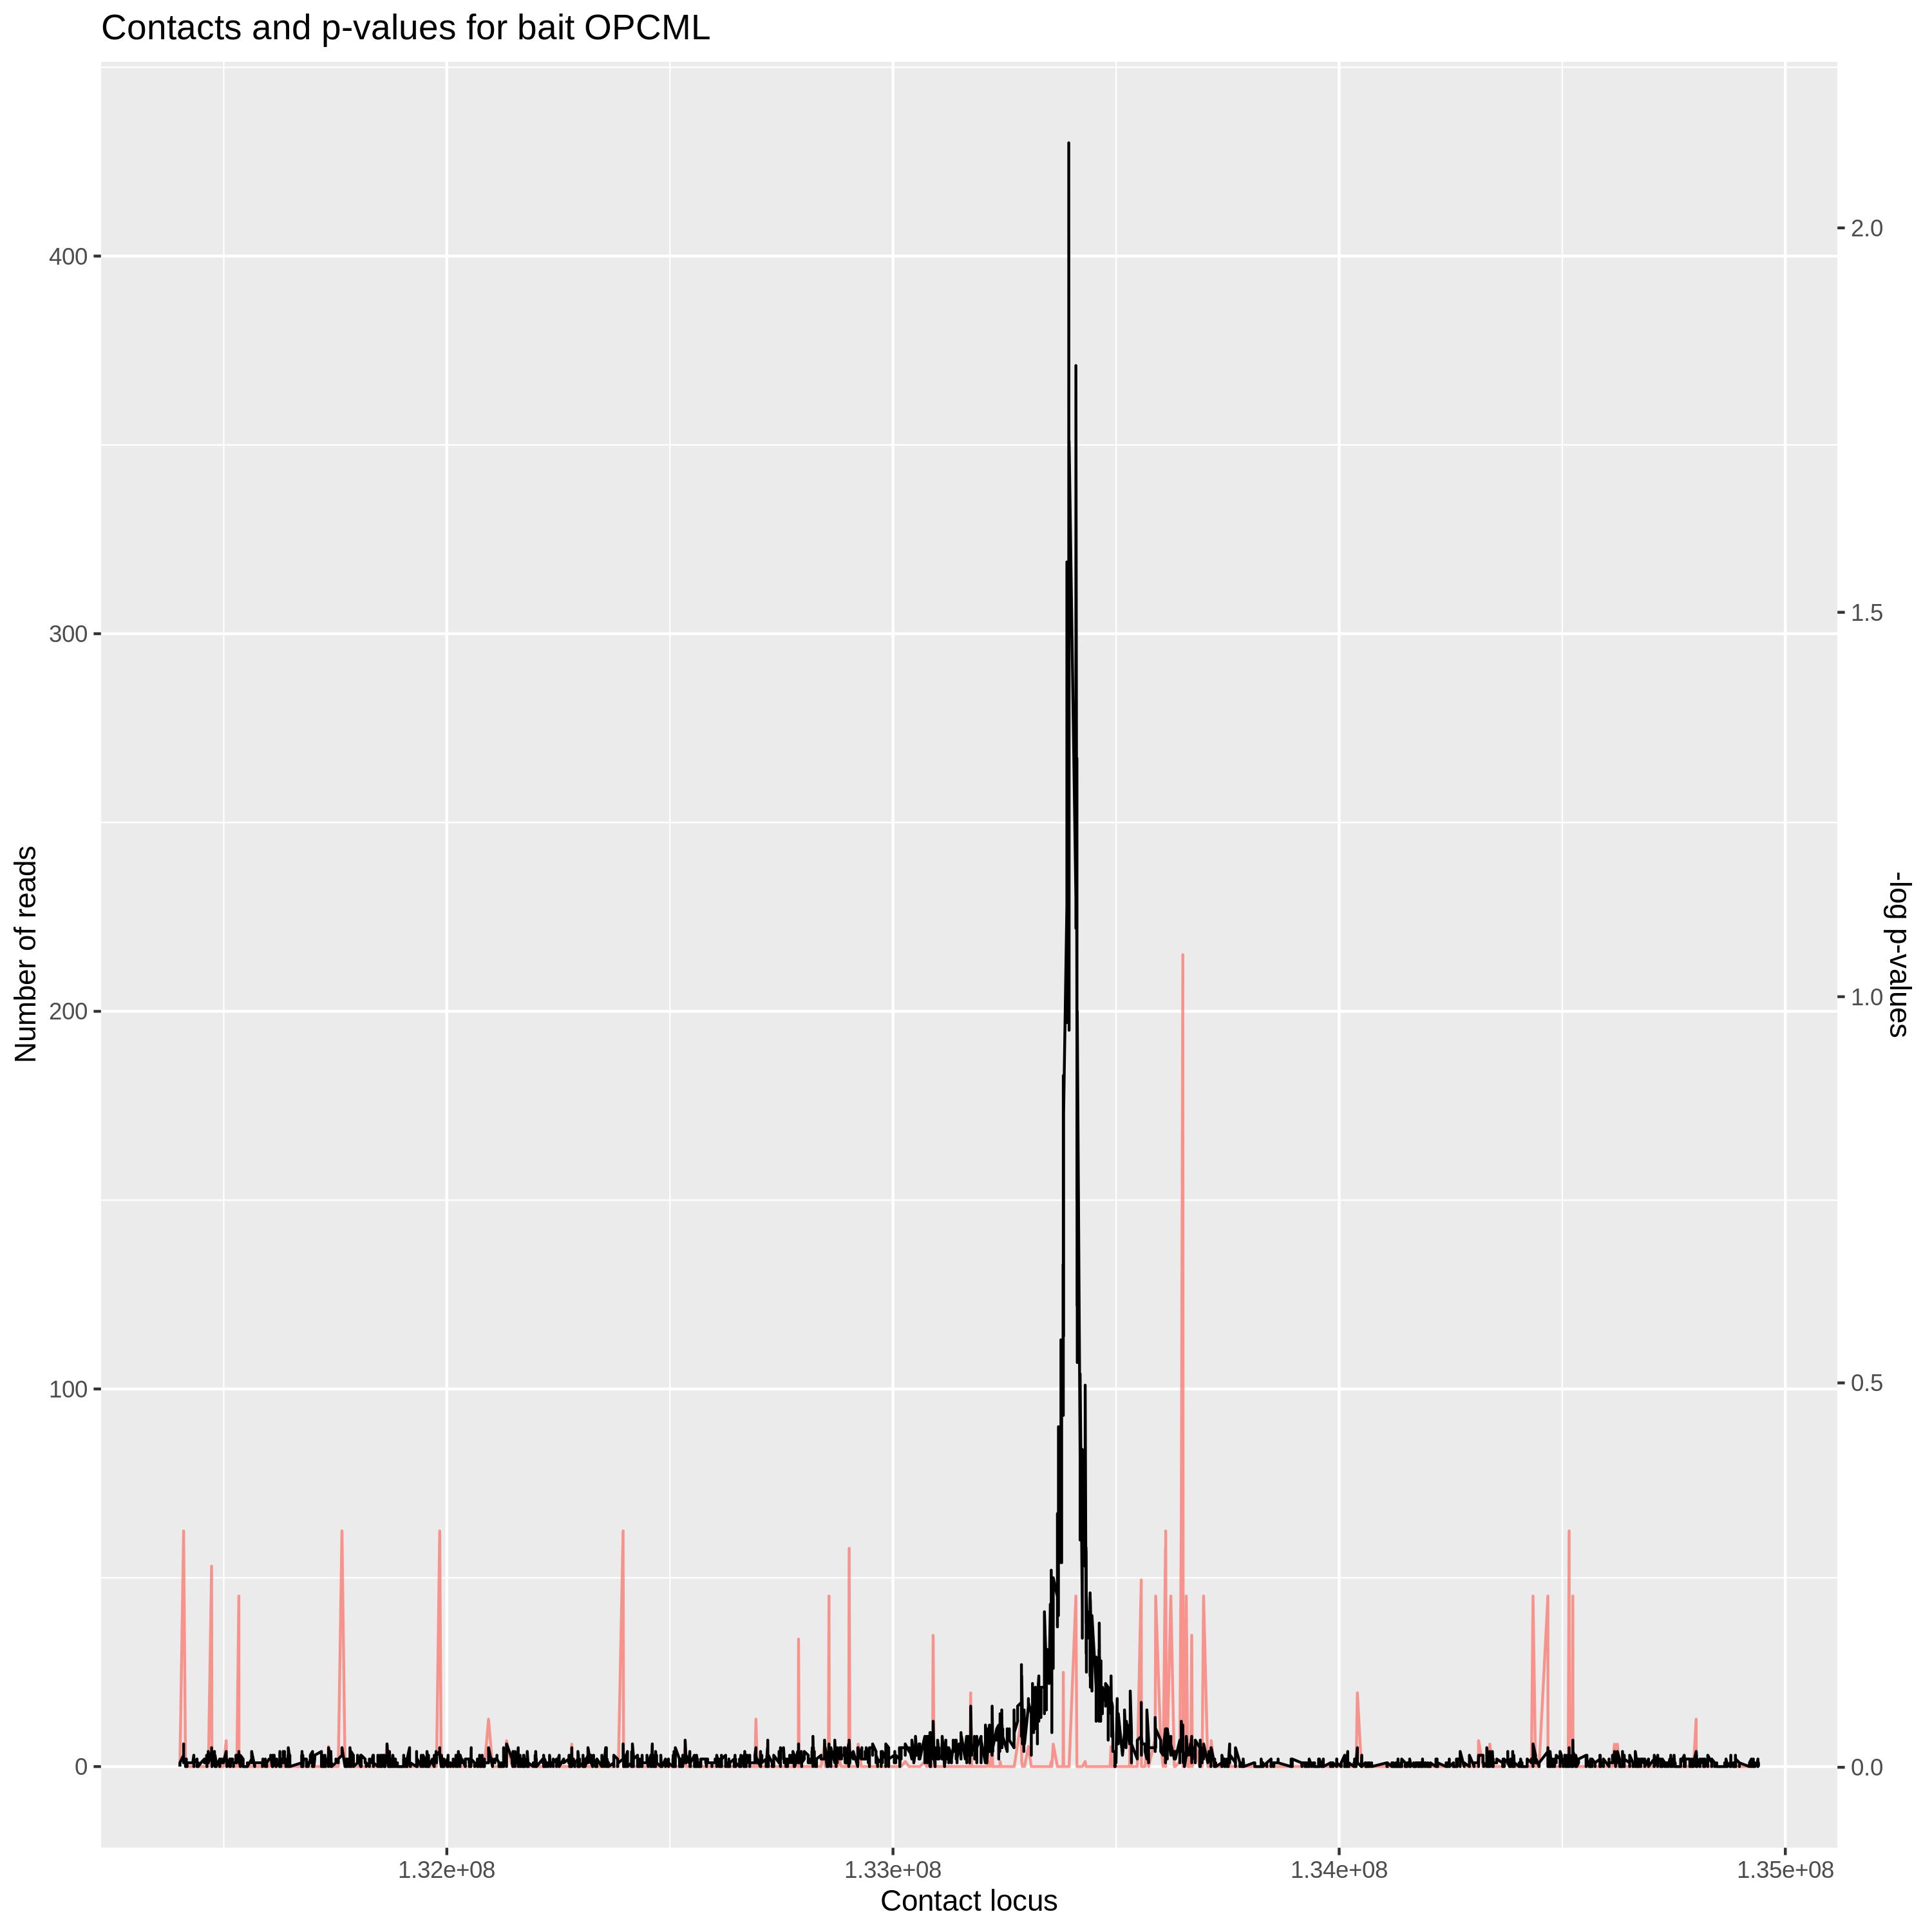 Contacts and p-values for bait OPCML
400
300
200
100
0
Number of reads
2.0
1.5
1.0
0.5
0.0
-log p-values
1.32e+08
1.33e+08
1.34e+08
1.35e+08
Contact locus